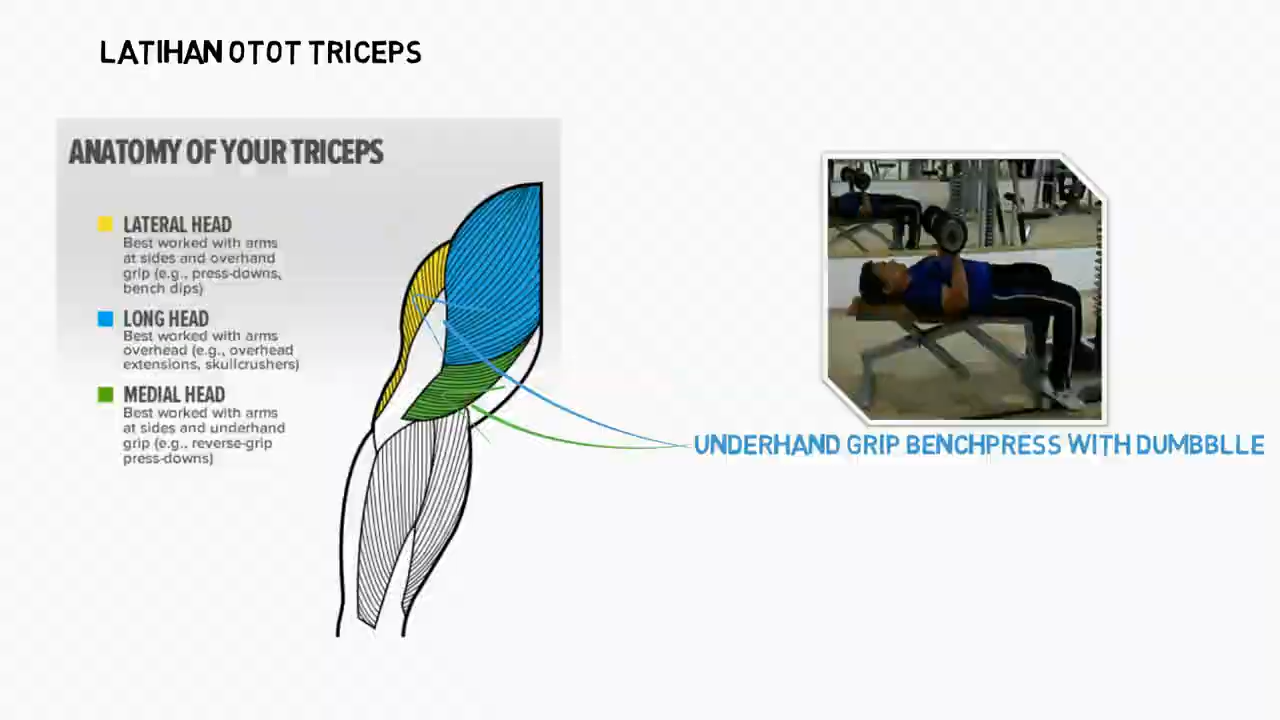 LATIHAN OTOT TRICEPS
ANATOMY OF YOUR TRICEPS
LATERAL HEAD
Best worked with arms
at sides and overhand
grip (e.g., press-downs,
bench dips)
LONG HEAD
Best worked with arms
overhead (e.g., overhead
extensions, skullcrushers)
MEDIAL HEAD
Best worked with arms
at sides and underhand
grip (e.g., reverse-grip
press-downs)
UNDERHAND GRIP BENCHPRESS WITH DUMBBLLE